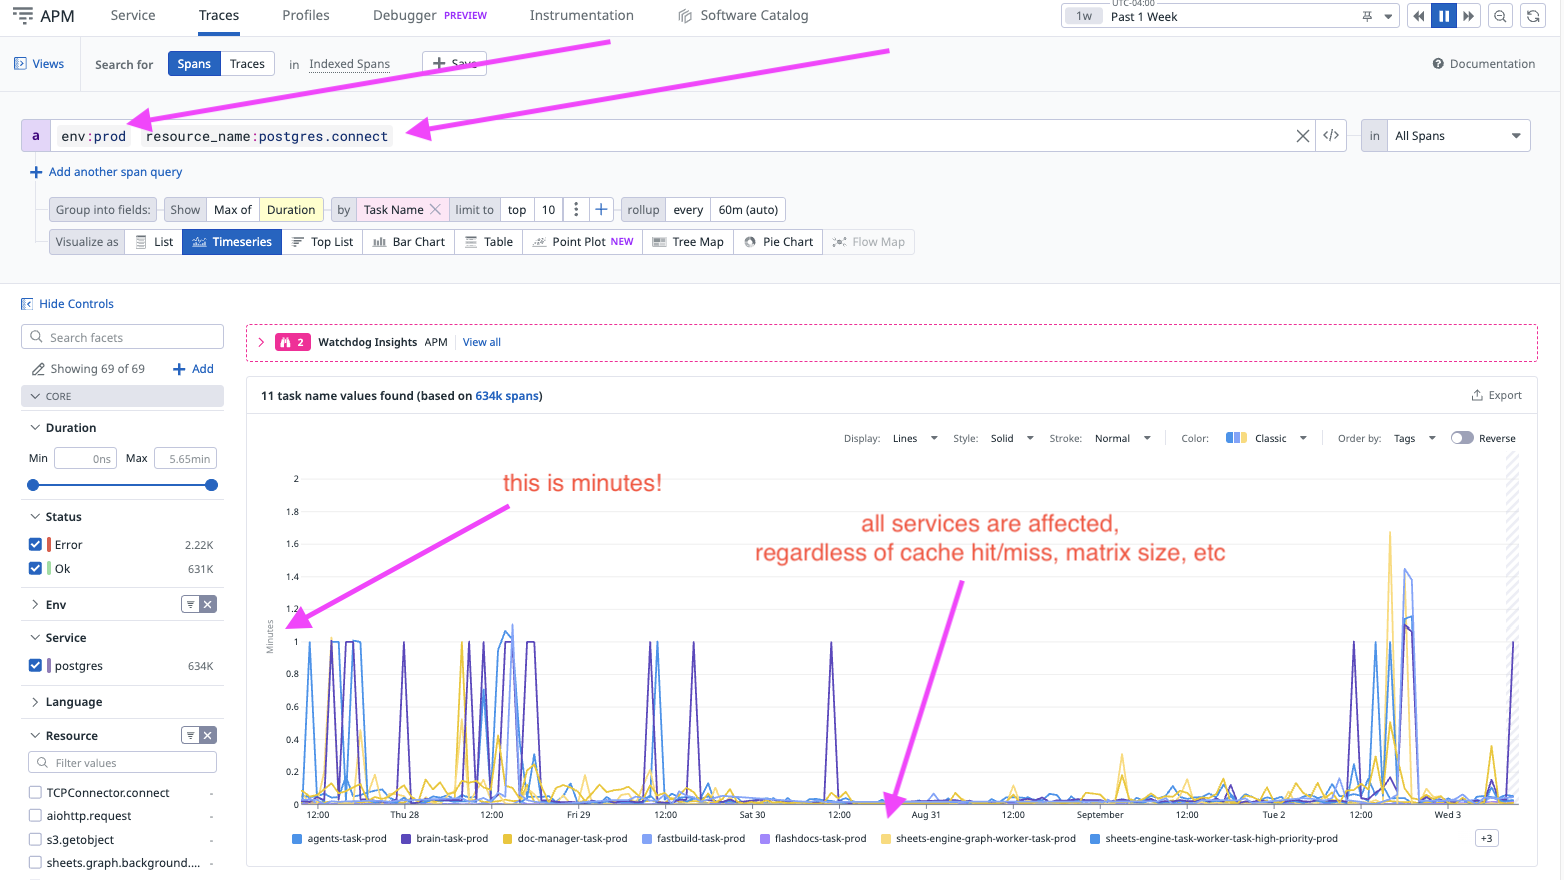 APM Service Traces Profiles Debugger PREVIEW Instrumentation Software Catalog
UTC-04:00
1w Past 1 Week
Views Search for Spans Traces in Indexed Spans + Save Documentation
a env:prod resource_name:postgres.connect </> in All Spans
+ Add another span query
Group into fields: Show Max of Duration by Task Name limit to top 10 rollup every 60m (auto)
Visualize as List Timeseries Top List Bar Chart Table Point Plot NEW Tree Map Pie Chart Flow Map
Hide Controls
Search facets
Showing 69 of 69 + Add
CORE
Duration
Min 0ns Max 5.65min
Status
Error 2.22K
Ok 631K
Env
Service
postgres 634K
Language
Resource
Filter values
TCPConnector.connect -
aiohttp.request -
s3.getobject -
sheets.graph.background.... -
2 Watchdog Insights APM View all
11 task name values found (based on 634k spans) Export
Display: Lines Style: Solid Stroke: Normal Color: Classic Order by: Tags Reverse
this is minutes!
all services are affected,
regardless of cache hit/miss, matrix size, etc
Minutes
2
1.8
1.6
1.4
1.2
1
0.8
0.6
0.4
0.2
0
12:00 Thu 28 12:00 Fri 29 12:00 Sat 30 12:00 Aug 31 12:00 September 12:00 Tue 2 12:00 Wed 3
agents-task-prod brain-task-prod doc-manager-task-prod fastbuild-task-prod flashdocs-task-prod sheets-engine-graph-worker-task-prod sheets-engine-task-worker-task-high-priority-prod +3